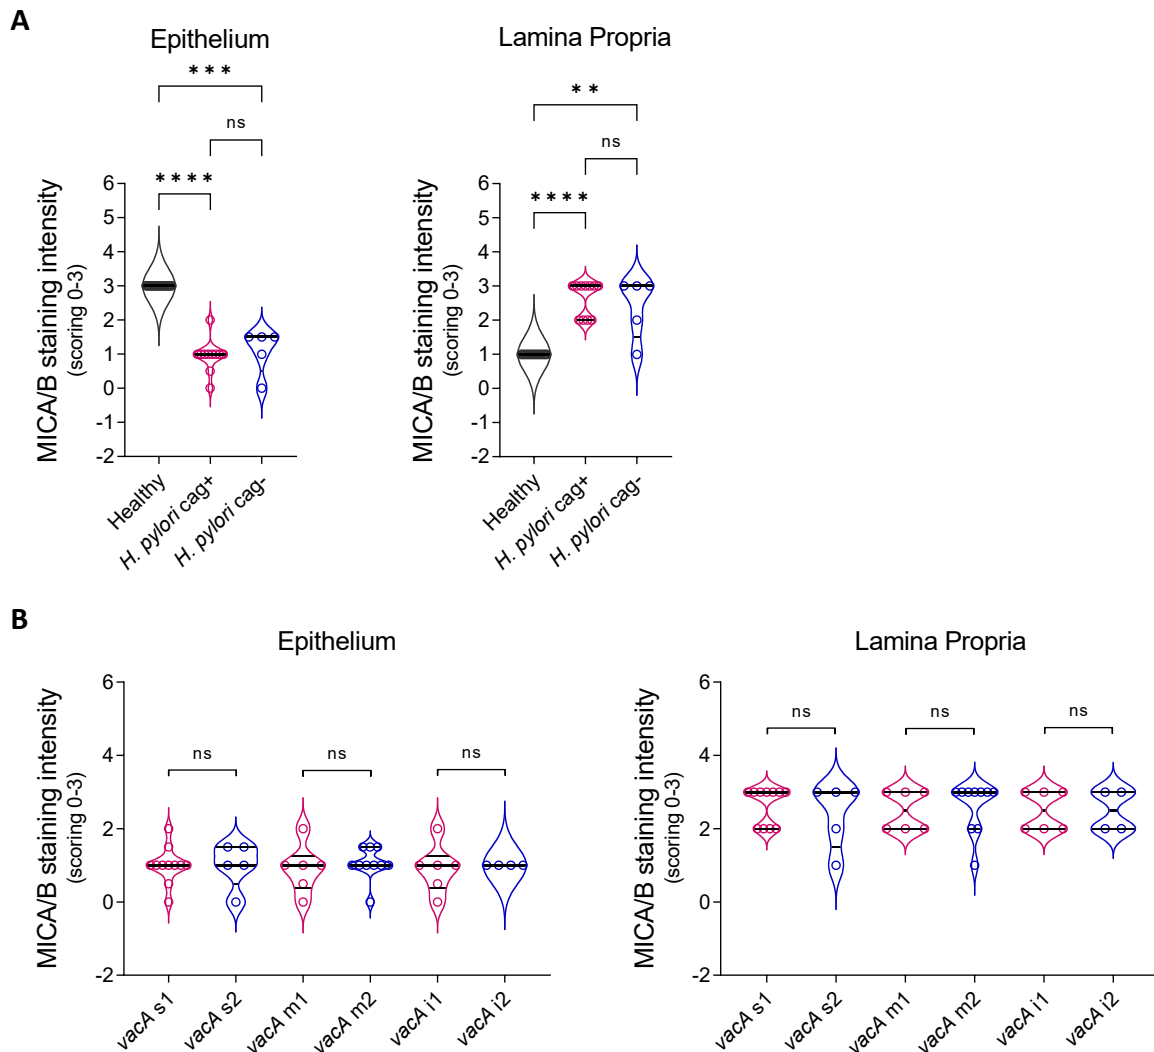 A
Epithelium
Lamina Propria
***
**
ns
ns
****
****
MICA/B staining intensity
(scoring 0-3)
6
5
4
3
2
1
0
-1
-2
Healthy
H. pylori cag+
H. pylori cag-
MICA/B staining intensity
(scoring 0-3)
6
5
4
3
2
1
0
-1
-2
Healthy
H. pylori cag+
H. pylori cag-
B
Epithelium
Lamina Propria
MICA/B staining intensity
(scoring 0-3)
6
4
2
0
-2
ns
ns
ns
vacA s1
vacA s2
vacA m1
vacA m2
vacA i1
vacA i2
MICA/B staining intensity
(scoring 0-3)
6
4
2
0
-2
ns
ns
ns
vacA s1
vacA s2
vacA m1
vacA m2
vacA i1
vacA i2